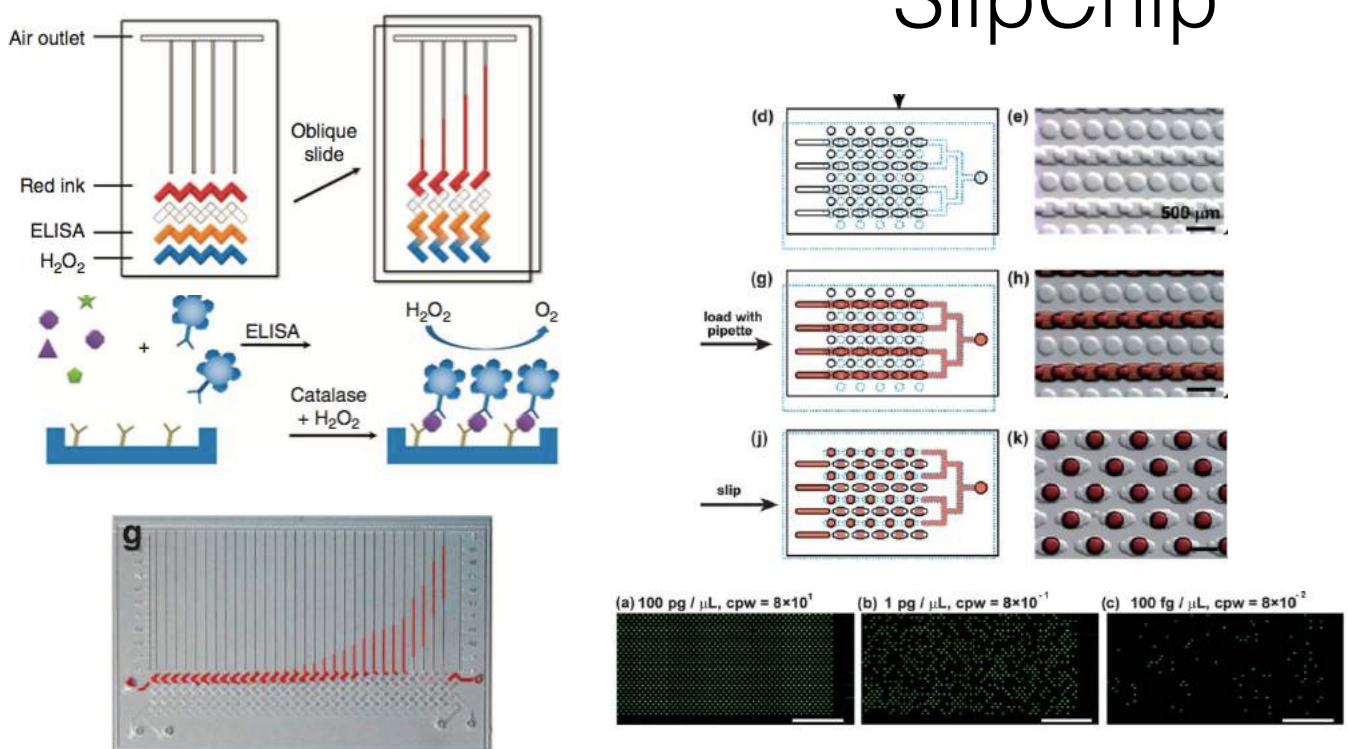 SlipChip
Air outlet
Red ink
ELISA
H₂O₂
Oblique
slide
+
ELISA
Catalase
+ H₂O₂
H₂O₂
O₂
g
(d)
(e)
500 μm
(g)
(h)
load with
pipette
(j)
(k)
slip
(a) 100 pg / μL, cpw = 8×10¹
(b) 1 pg / μL, cpw = 8×10⁻¹
(c) 100 fg / μL, cpw = 8×10⁻²